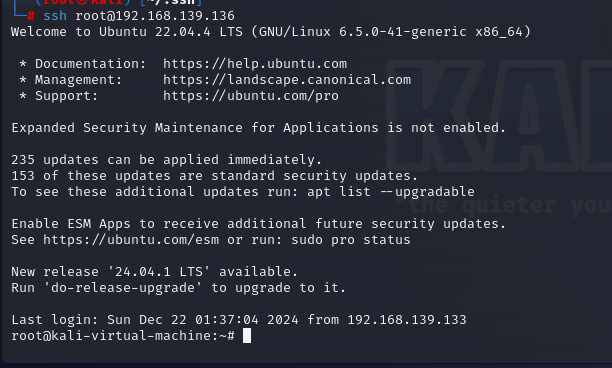 (root㉿kali)-[~/.ssh]
└─# ssh root@192.168.139.136
Welcome to Ubuntu 22.04.4 LTS (GNU/Linux 6.5.0-41-generic x86_64)
* Documentation: https://help.ubuntu.com
* Management: https://landscape.canonical.com
* Support: https://ubuntu.com/pro
Expanded Security Maintenance for Applications is not enabled.
235 updates can be applied immediately.
153 of these updates are standard security updates.
To see these additional updates run: apt list --upgradable
Enable ESM Apps to receive additional future security updates.
See https://ubuntu.com/esm or run: sudo pro status
New release '24.04.1 LTS' available.
Run 'do-release-upgrade' to upgrade to it.
Last login: Sun Dec 22 01:37:04 2024 from 192.168.139.133
root@kali-virtual-machine:~#
KAL
"the quieter you